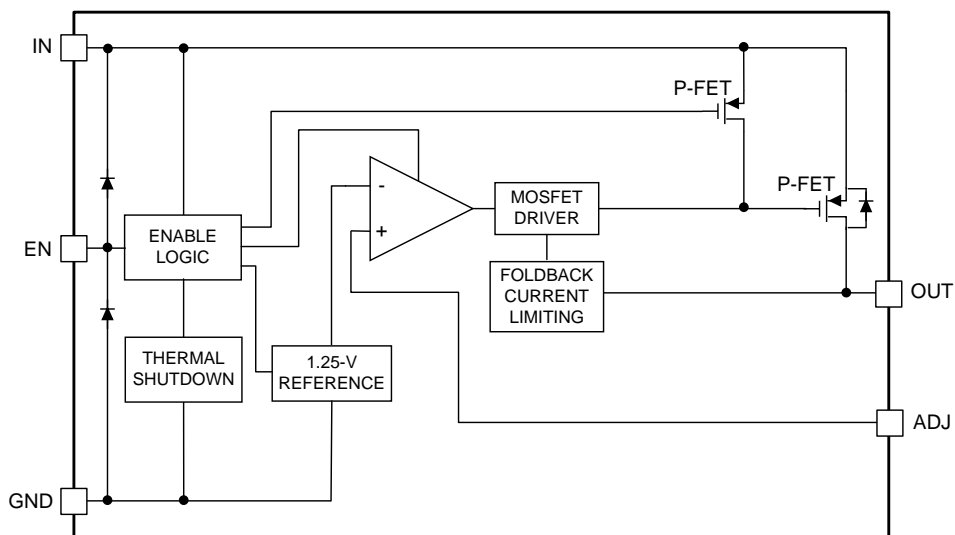 IN
P-FET
P-FET
-
+
MOSFET
DRIVER
EN
ENABLE
LOGIC
FOLDBACK
CURRENT
LIMITING
OUT
THERMAL
SHUTDOWN
1.25-V
REFERENCE
ADJ
GND